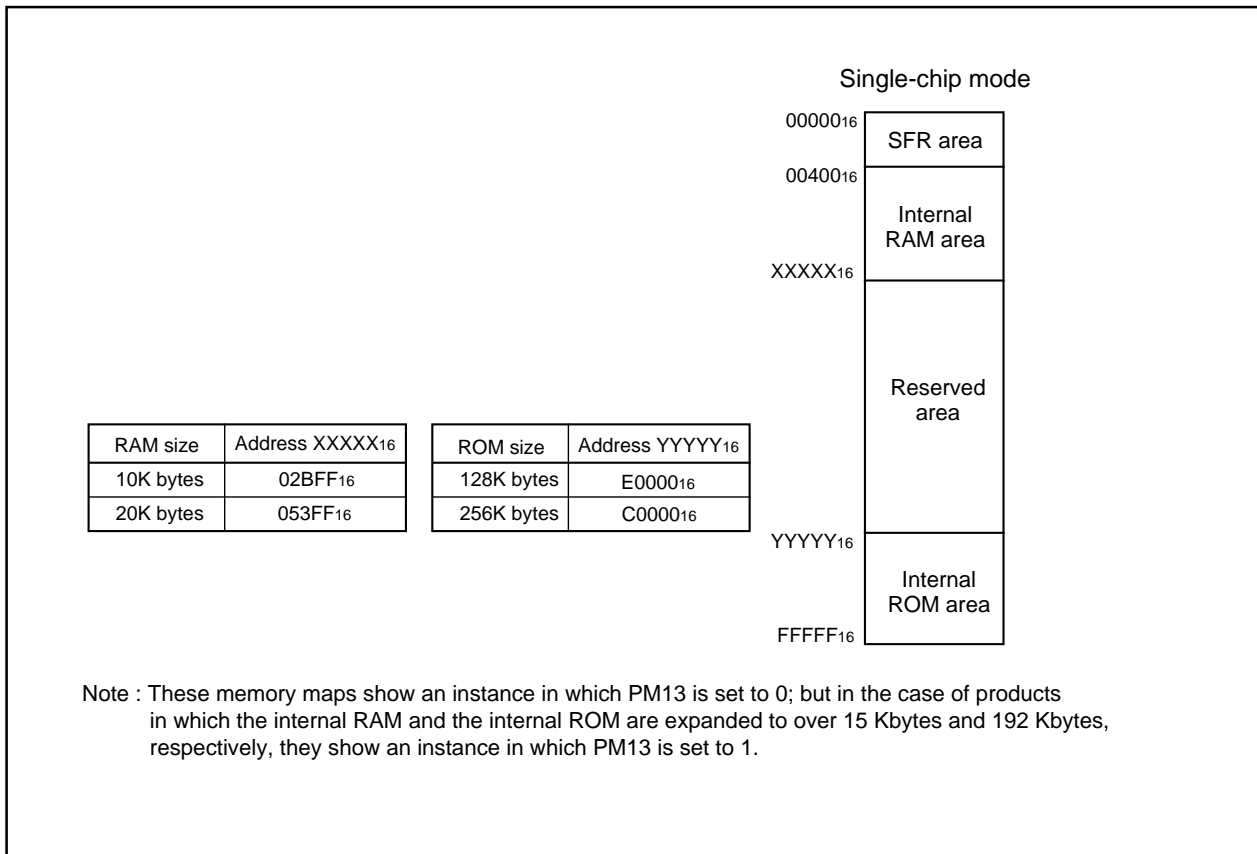 Single-chip mode
0000016
SFR area
0040016
Internal
RAM area
XXXXX16
Reserved
area
RAM size Address XXXXX16
10K bytes 02BFF16
20K bytes 053FF16
ROM size Address YYYYY16
128K bytes E000016
256K bytes C000016
YYYYY16
Internal
ROM area
FFFFF16
Note : These memory maps show an instance in which PM13 is set to 0; but in the case of products
in which the internal RAM and the internal ROM are expanded to over 15 Kbytes and 192 Kbytes,
respectively, they show an instance in which PM13 is set to 1.